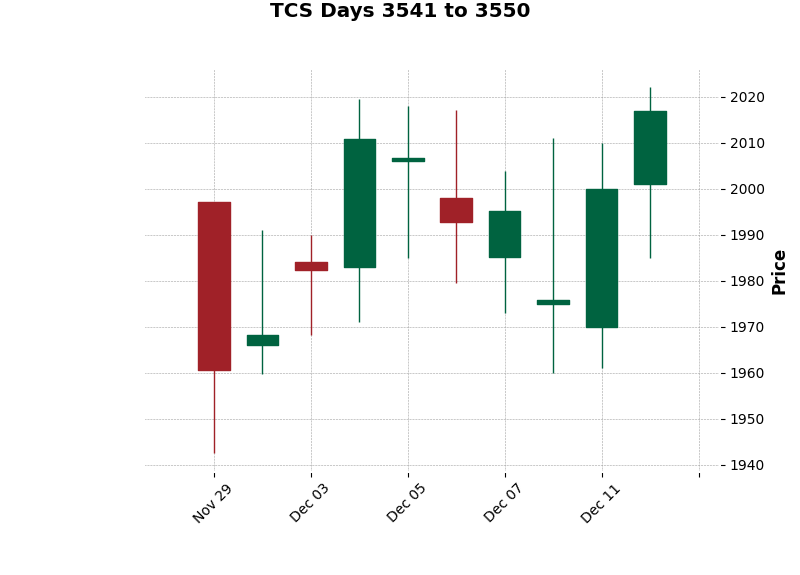 TCS Days 3541 to 3550
2020
2010
2000
1990
1980
1970
1960
1950
1940
Price
Nov 29
Dec 03
Dec 05
Dec 07
Dec 11